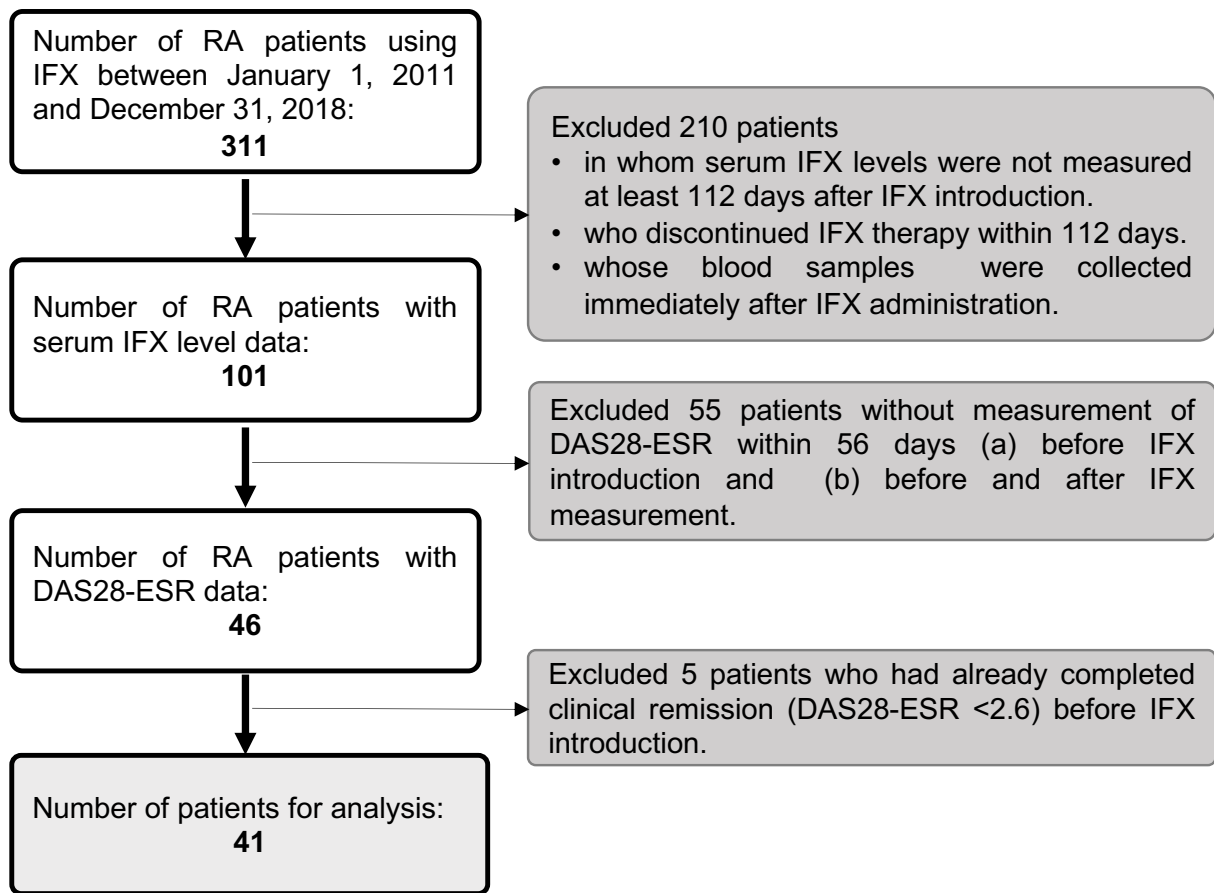 Number of RA patients using
IFX between January 1, 2011
and December 31, 2018:
311
Excluded 210 patients
• in whom serum IFX levels were not measured
at least 112 days after IFX introduction.
• who discontinued IFX therapy within 112 days.
• whose blood samples were collected
immediately after IFX administration.
Number of RA patients with
serum IFX level data:
101
Excluded 55 patients without measurement of
DAS28-ESR within 56 days (a) before IFX
introduction and (b) before and after IFX
measurement.
Number of RA patients with
DAS28-ESR data:
46
Excluded 5 patients who had already completed
clinical remission (DAS28-ESR <2.6) before IFX
introduction.
Number of patients for analysis:
41